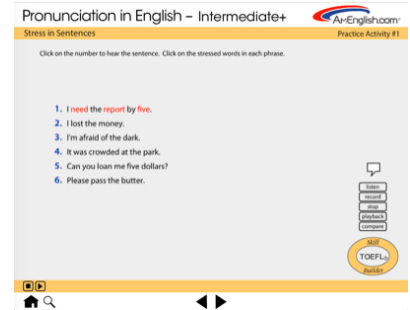 Pronunciation in English – Intermediate+
AmEnglish.com
Stress in Sentences
Practice Activity #1
Click on the number to hear the sentence. Click on the stressed words in each phrase.
1. I need the report by five.
2. I lost the money.
3. I'm afraid of the dark.
4. It was crowded at the park.
5. Can you loan me five dollars?
6. Please pass the butter.
listen
record
stop
playback
compare
Skill
TOEFL®
Builder